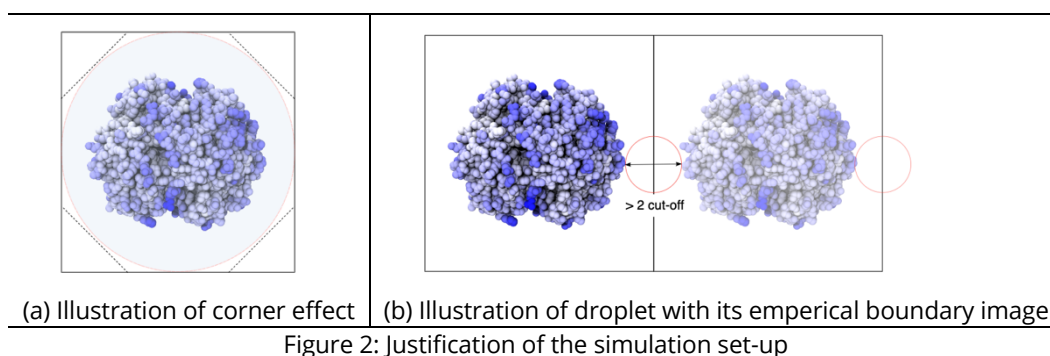 > 2 cut-off
(a) Illustration of corner effect
(b) Illustration of droplet with its emperical boundary image
Figure 2: Justification of the simulation set-up